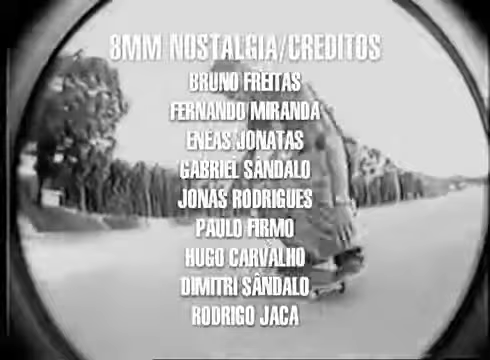 8MM NOSTALGIA/CREDITOS
BRUNO FREITAS
FERNANDO MIRANDA
ENEAS JONATAS
GABRIEL SÂNDALO
JONAS RODRIGUES
PAULO FIRMO
HUGO CARVALHO
DIMITRI SÂNDALO
RODRIGO JACA